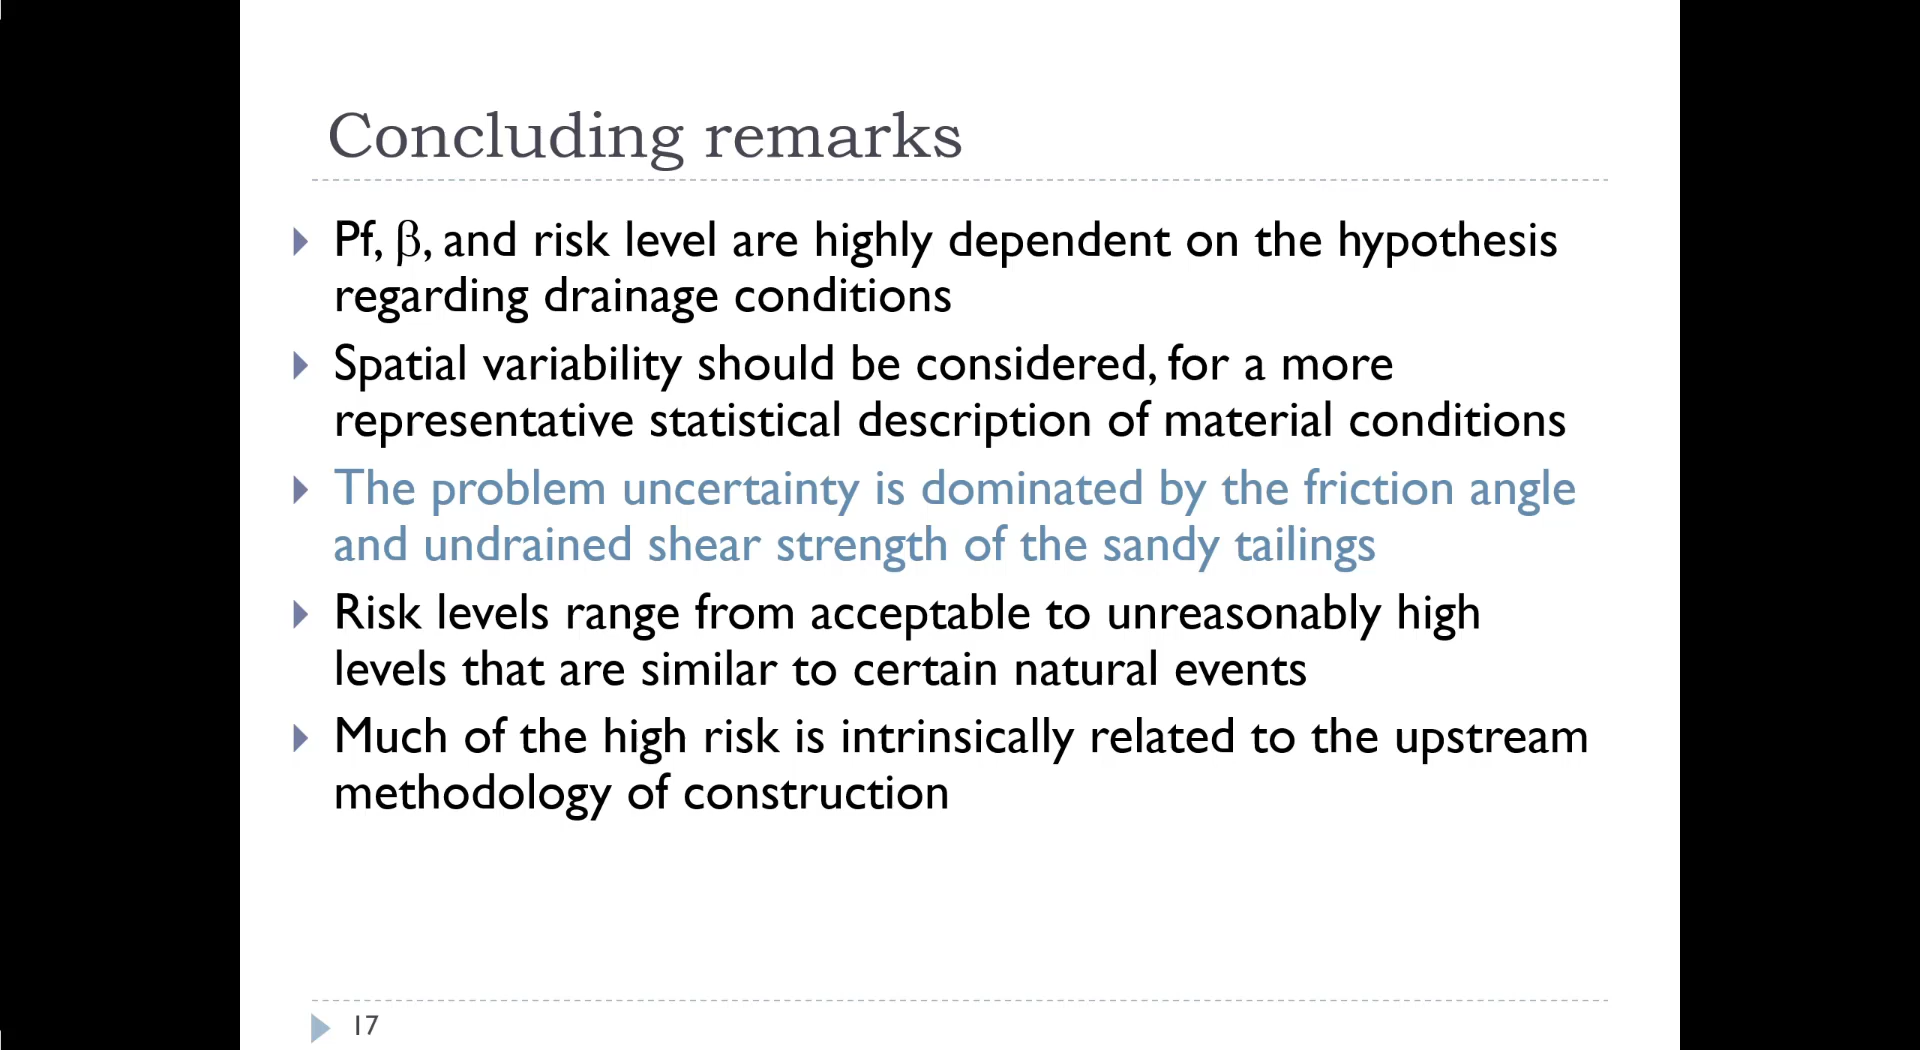 Concluding remarks
Pf, β, and risk level are highly dependent on the hypothesis
regarding drainage conditions
Spatial variability should be considered, for a more
representative statistical description of material conditions
The problem uncertainty is dominated by the friction angle
and undrained shear strength of the sandy tailings
Risk levels range from acceptable to unreasonably high
levels that are similar to certain natural events
Much of the high risk is intrinsically related to the upstream
methodology of construction
17